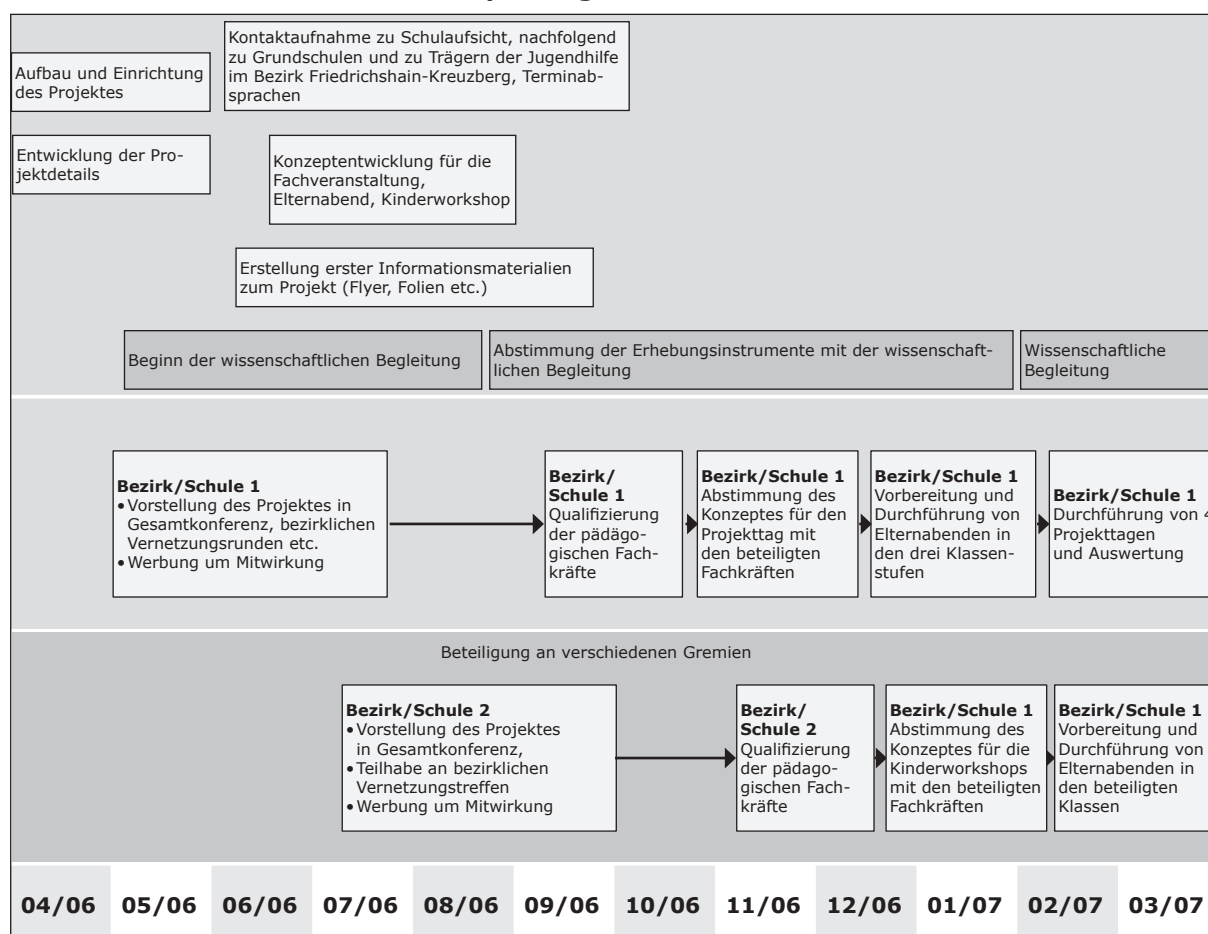 Aufbau und Einrichtung
des Projektes
Kontaktaufnahme zu Schulaufsicht, nachfolgend
zu Grundschulen und zu Trägern der Jugendhilfe
im Bezirk Friedrichshain-Kreuzberg, Terminab-
sprachen
Entwicklung der Pro-
jektdetails
Konzeptentwicklung für die
Fachveranstaltung,
Elternabend, Kinderworkshop
Erstellung erster Informationsmaterialien
zum Projekt (Flyer, Folien etc.)
Beginn der wissenschaftlichen Begleitung
Abstimmung der Erhebungsinstrumente mit der wissenschaft-
lichen Begleitung
Wissenschaftliche
Begleitung
Bezirk/Schule 1
•Vorstellung des Projektes in
Gesamtkonferenz, bezirklichen
Vernetzungsrunden etc.
•Werbung um Mitwirkung
Bezirk/
Schule 1
Qualifizierung
der pädägo-
gischen Fach-
kräfte
Bezirk/Schule 1
Abstimmung des
Konzeptes für den
Projekttag mit
den beteiligten
Fachkräften
Bezirk/Schule 1
Vorbereitung und
Durchführung von
Elternabenden in
den drei Klassen-
stufen
Bezirk/Schule 1
Durchführung von 4
Projekttagen
und Auswertung
Beteiligung an verschiedenen Gremien
Bezirk/Schule 2
•Vorstellung des Projektes
in Gesamtkonferenz,
•Teilhabe an bezirklichen
Vernetzungstreffen
•Werbung um Mitwirkung
Bezirk/
Schule 2
Qualifizierung
der pädago-
gischen Fach-
kräfte
Bezirk/Schule 1
Abstimmung des
Konzeptes für die
Kinderworkshops
mit den beteiligten
Fachkräften
Bezirk/Schule 1
Vorbereitung und
Durchführung von
Elternabenden in
den beteiligten
Klassen
04/06 05/06 06/06 07/06 08/06 09/06 10/06 11/06 12/06 01/07 02/07 03/07